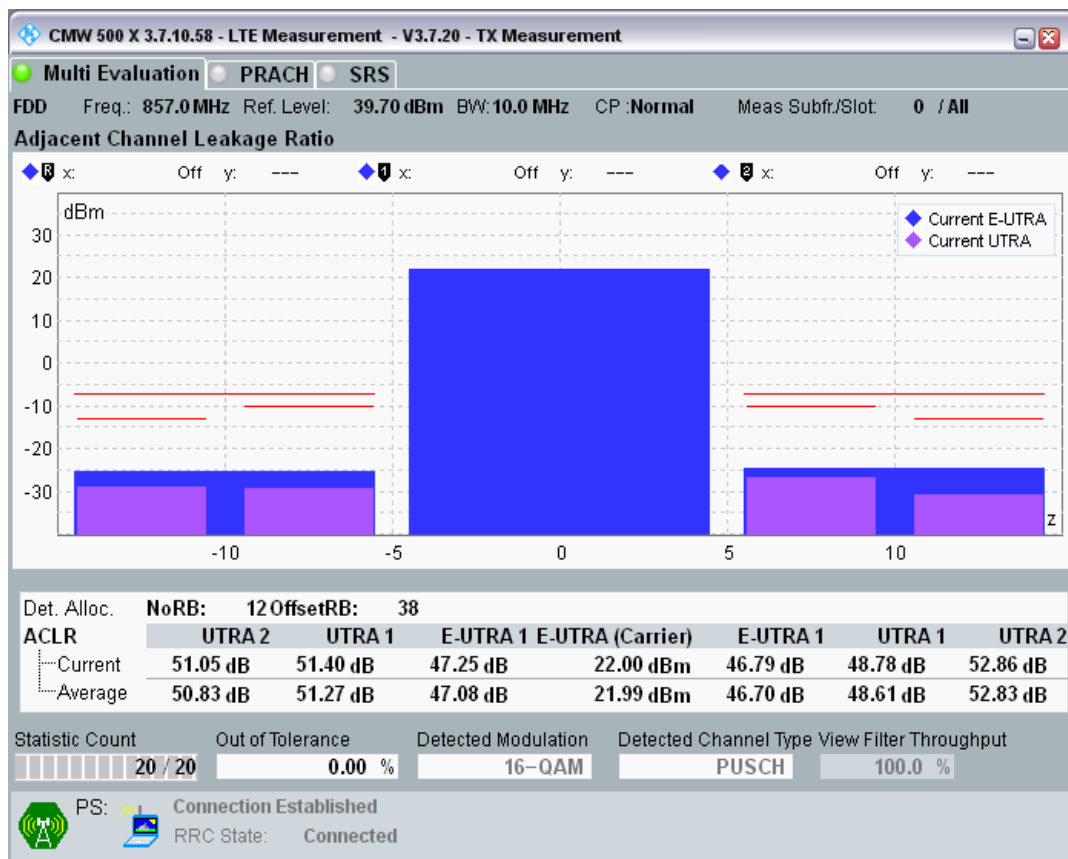 CMW 500 X 3.7.10.58 - LTE Measurement - V3.7.20 - TX Measurement
Multi Evaluation PRACH SRS
FDD Freq.: 857.0 MHz Ref. Level: 39.70 dBm BW: 10.0 MHz CP :Normal Meas Subfr./Slot: 0 / All
Adjacent Channel Leakage Ratio
R x: Off y: --- 1 x: Off y: --- 2 x: Off y: ---
dBm
Current E-UTRA
Current UTRA
30
20
10
0
-10
-20
-30
z
-10 -5 0 5 10
Det. Alloc. NoRB: 12 OffsetRB: 38
ACLR UTRA 2 UTRA 1 E-UTRA 1 E-UTRA (Carrier) E-UTRA 1 UTRA 1 UTRA 2
Current 51.05 dB 51.40 dB 47.25 dB 22.00 dBm 46.79 dB 48.78 dB 52.86 dB
Average 50.83 dB 51.27 dB 47.08 dB 21.99 dBm 46.70 dB 48.61 dB 52.83 dB
Statistic Count Out of Tolerance Detected Modulation Detected Channel Type View Filter Throughput
20 / 20 0.00 % 16-QAM PUSCH 100.0 %
PS: Connection Established
RRC State: Connected